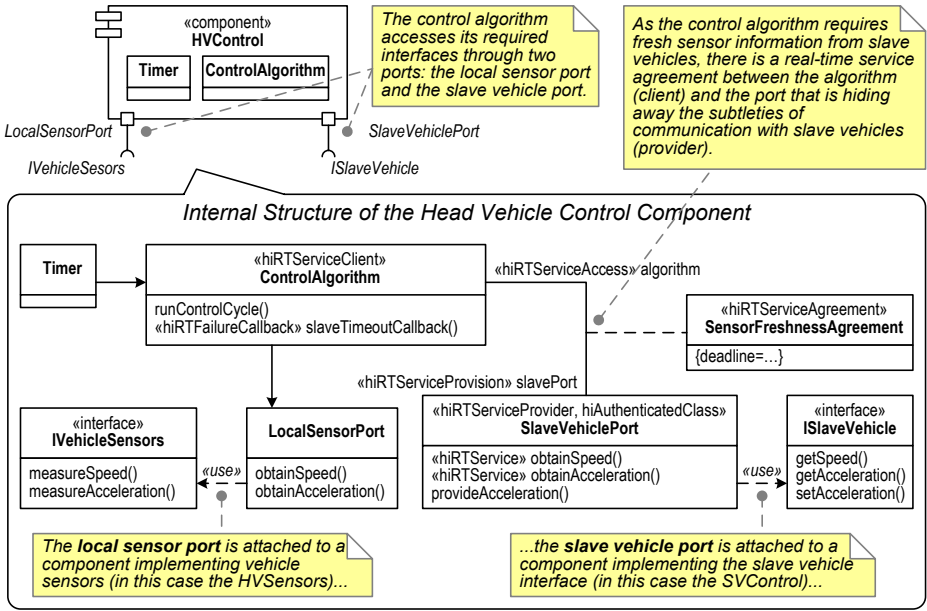 «component»
HVControl
Timer
ControlAlgorithm
LocalSensorPort
SlaveVehiclePort
IVehicleSesors
ISlaveVehicle
The control algorithm
accesses its required
interfaces through two
ports: the local sensor port
and the slave vehicle port.
As the control algorithm requires
fresh sensor information from slave
vehicles, there is a real-time service
agreement between the algorithm
(client) and the port that is hiding
away the subtleties of
communication with slave vehicles
(provider).
Internal Structure of the Head Vehicle Control Component
Timer
«hiRTServiceClient»
ControlAlgorithm
runControlCycle()
«hiRTFailureCallback» slaveTimeoutCallback()
«hiRTServiceAccess» algorithm
«hiRTServiceAgreement»
SensorFreshnessAgreement
{deadline=...}
«hiRTServiceProvision» slavePort
«interface»
IVehicleSensors
measureSpeed()
measureAcceleration()
«use»
LocalSensorPort
obtainSpeed()
obtainAcceleration()
«hiRTServiceProvider, hiAuthenticatedClass»
SlaveVehiclePort
«hiRTService» obtainSpeed()
«hiRTService» obtainAcceleration()
provideAcceleration()
«use»
«interface»
ISlaveVehicle
getSpeed()
getAcceleration()
setAcceleration()
The local sensor port is attached to a
component implementing vehicle
sensors (in this case the HVSensors)...
...the slave vehicle port is attached to a
component implementing the slave vehicle
interface (in this case the SVControl)...